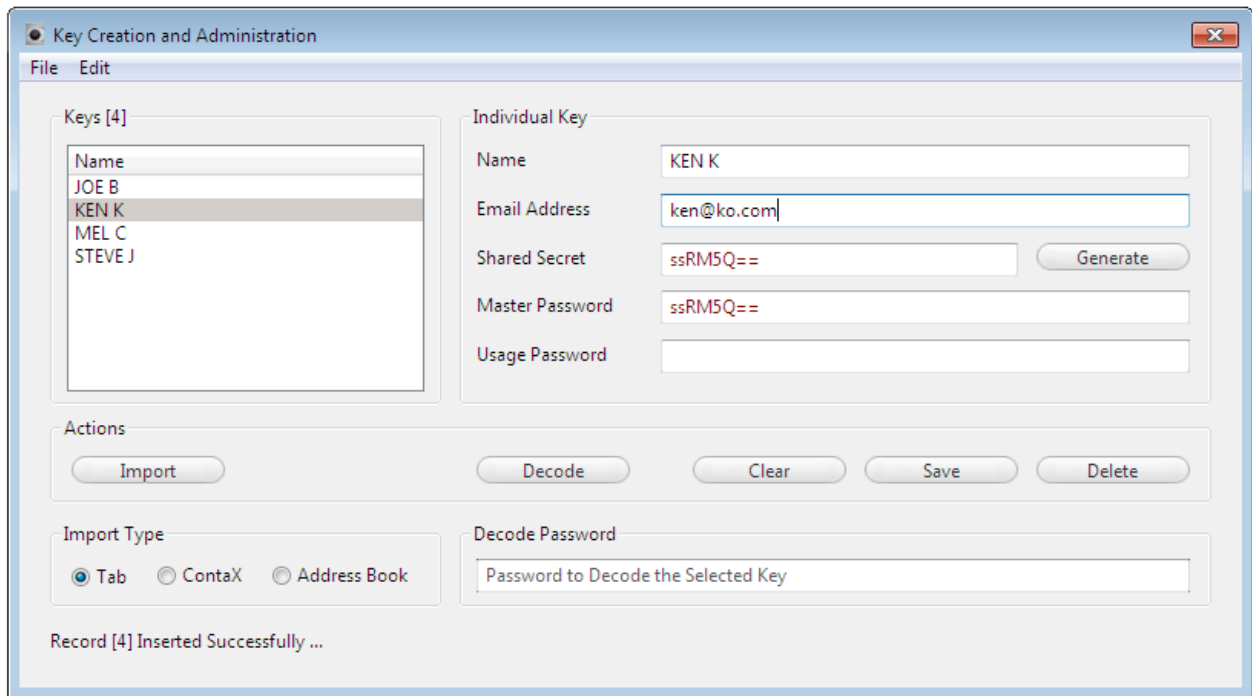 Key Creation and Administration
File Edit
Keys [4]
Name
JOE B
KEN K
MEL C
STEVE J
Individual Key
Name KEN K
Email Address ken@ko.com
Shared Secret ssRM5Q== Generate
Master Password ssRM5Q==
Usage Password
Actions
Import Decode Clear Save Delete
Import Type
Tab ContaX Address Book
Decode Password
Password to Decode the Selected Key
Record [4] Inserted Successfully ...